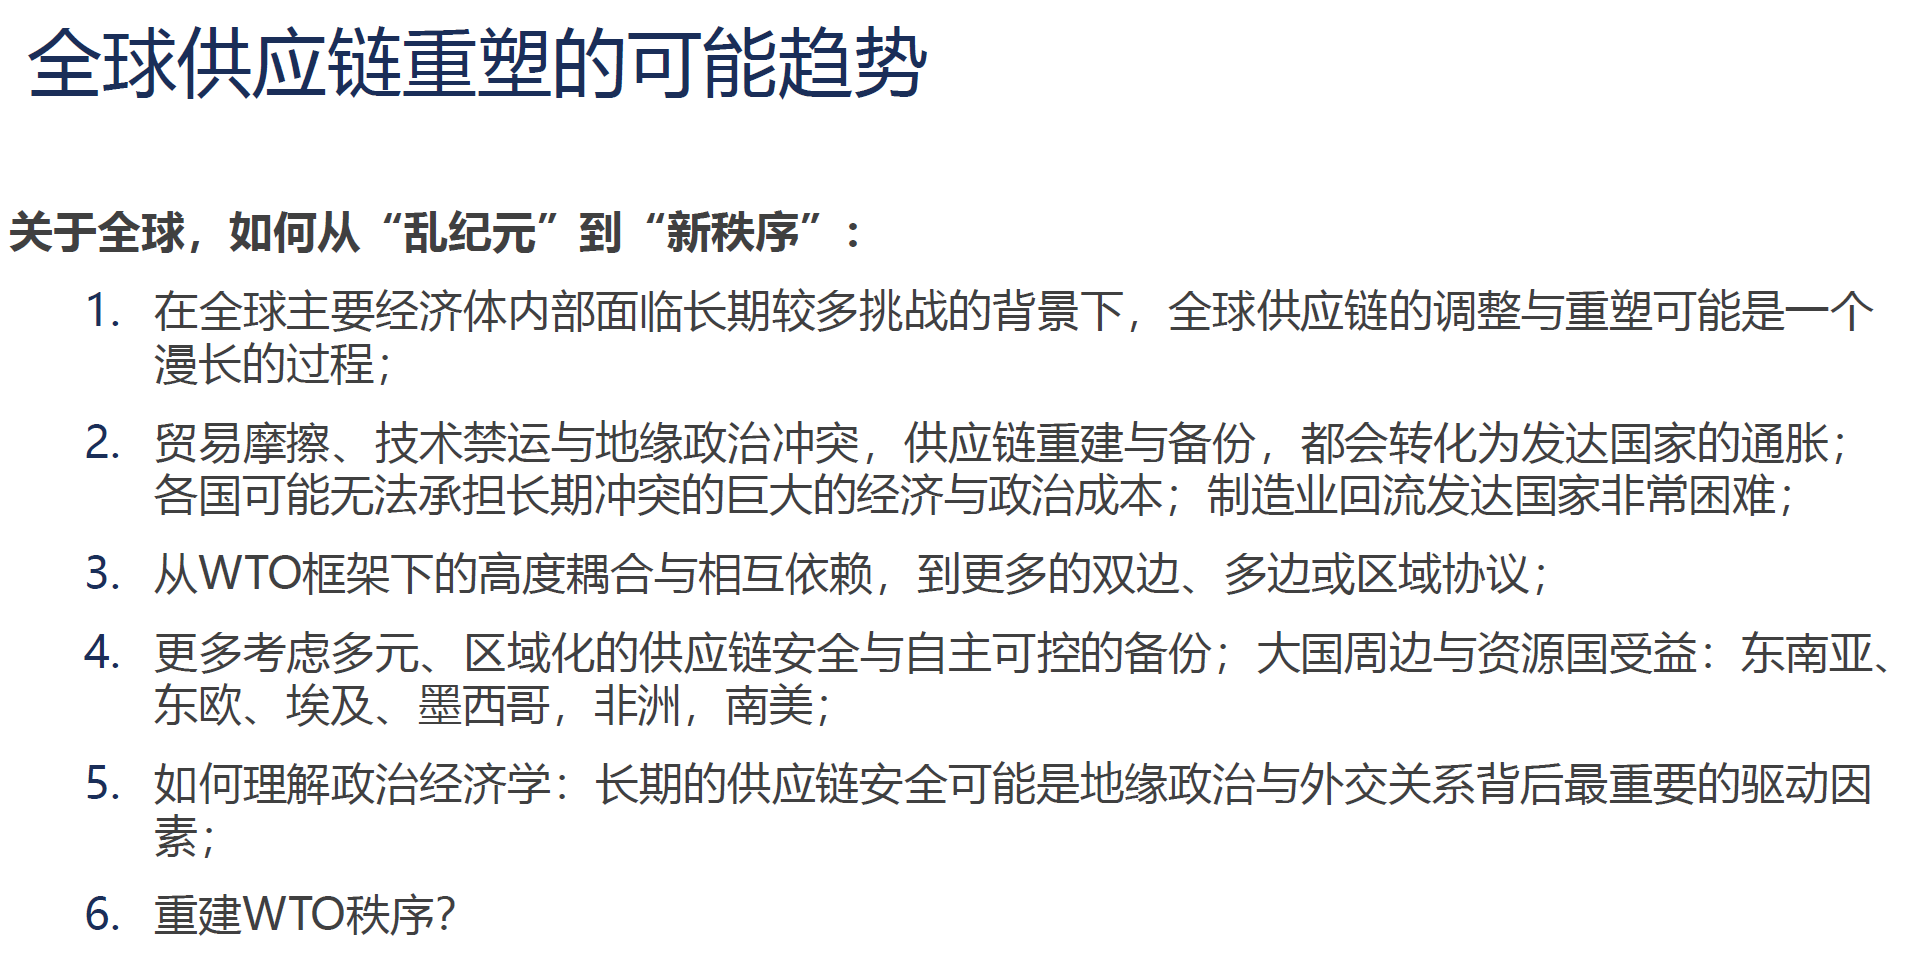 全球供应链重塑的可能趋势
关于全球，如何从“乱纪元”到“新秩序”：
1. 在全球主要经济体内部面临长期较多挑战的背景下，全球供应链的调整与重塑可能是一个
漫长的过程；
2. 贸易摩擦、技术禁运与地缘政治冲突，供应链重建与备份，都会转化为发达国家的通胀；
各国可能无法承担长期冲突的巨大的经济与政治成本；制造业回流发达国家非常困难；
3. 从WTO框架下的高度耦合与相互依赖，到更多的双边、多边或区域协议；
4. 更多考虑多元、区域化的供应链安全与自主可控的备份；大国周边与资源国受益：东南亚、
东欧、埃及、墨西哥，非洲，南美；
5. 如何理解政治经济学：长期的供应链安全可能是地缘政治与外交关系背后最重要的驱动因
素；
6. 重建WTO秩序？